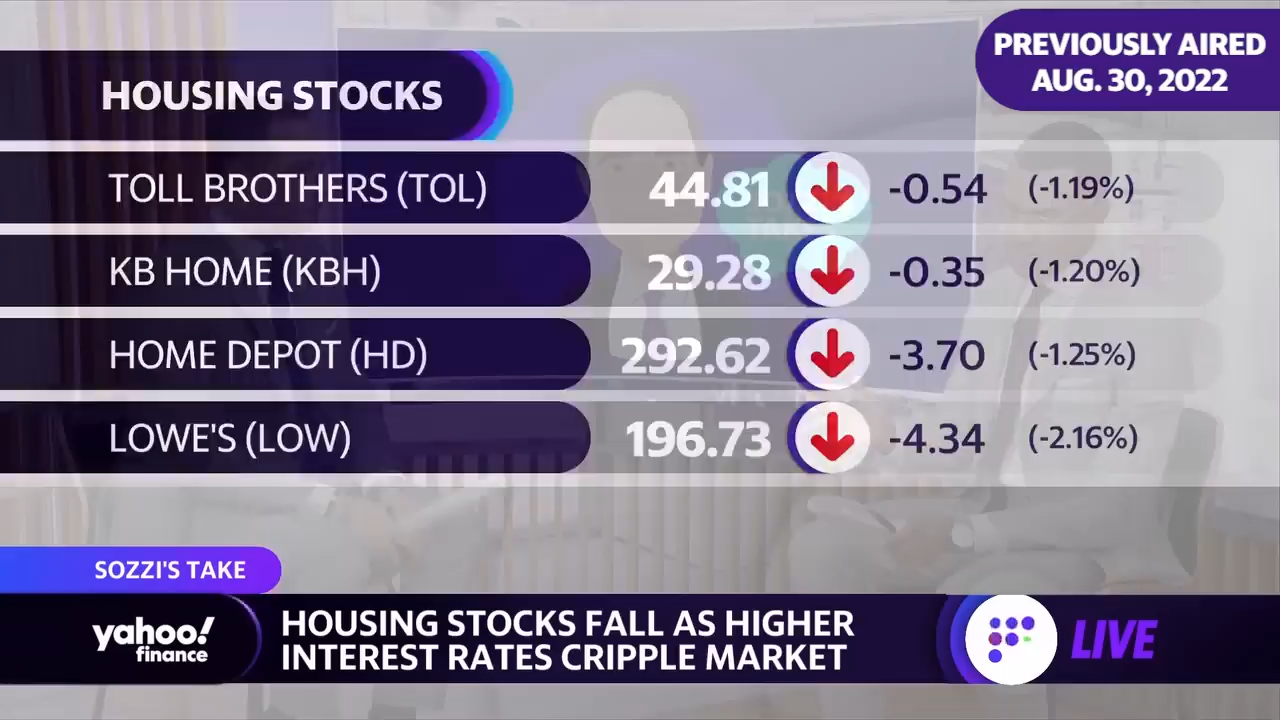 PREVIOUSLY AIRED
AUG. 30, 2022
HOUSING STOCKS
TOLL BROTHERS (TOL) 44.81 -0.54 (-1.19%)
KB HOME (KBH) 29.28 -0.35 (-1.20%)
HOME DEPOT (HD) 292.62 -3.70 (-1.25%)
LOWE'S (LOW) 196.73 -4.34 (-2.16%)
SOZZI'S TAKE
yahoo!
finance
HOUSING STOCKS FALL AS HIGHER
INTEREST RATES CRIPPLE MARKET
LIVE